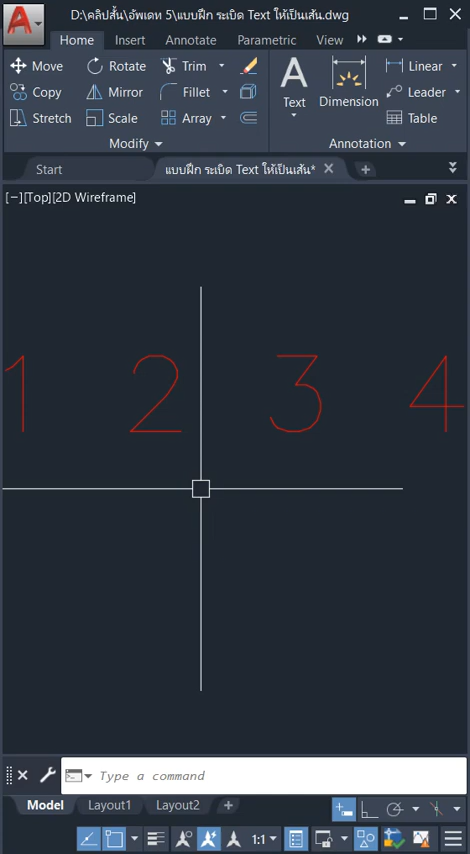 A
D:\คลิปสั้น\อัพเดท 5\แบบฝึก ระเบิด Text ให้เป็นเส้น.dwg
Home Insert Annotate Parametric View
Move Rotate Trim
Copy Mirror Fillet
Stretch Scale Array
Modify
A
Text
Dimension
Linear
Leader
Table
Annotation
Start แบบฝึก ระเบิด Text ให้เป็นเส้น*
[−][Top][2D Wireframe]
1 2 3 4
Type a command
Model Layout1 Layout2
1:1